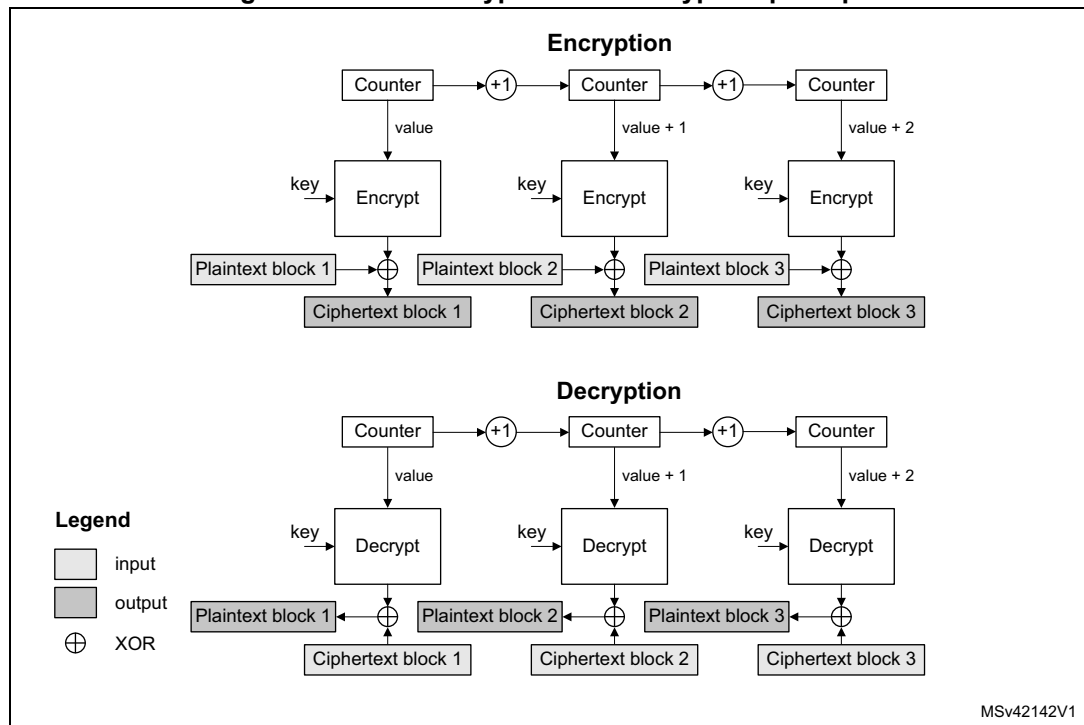 Encryption
Counter +1 Counter +1 Counter
value value + 1 value + 2
key Encrypt key Encrypt key Encrypt
Plaintext block 1 Plaintext block 2 Plaintext block 3
Ciphertext block 1 Ciphertext block 2 Ciphertext block 3
Decryption
Counter +1 Counter +1 Counter
value value + 1 value + 2
Legend
key Decrypt key Decrypt key Decrypt
input
output Plaintext block 1 Plaintext block 2 Plaintext block 3
XOR
Ciphertext block 1 Ciphertext block 2 Ciphertext block 3
MSv42142V1